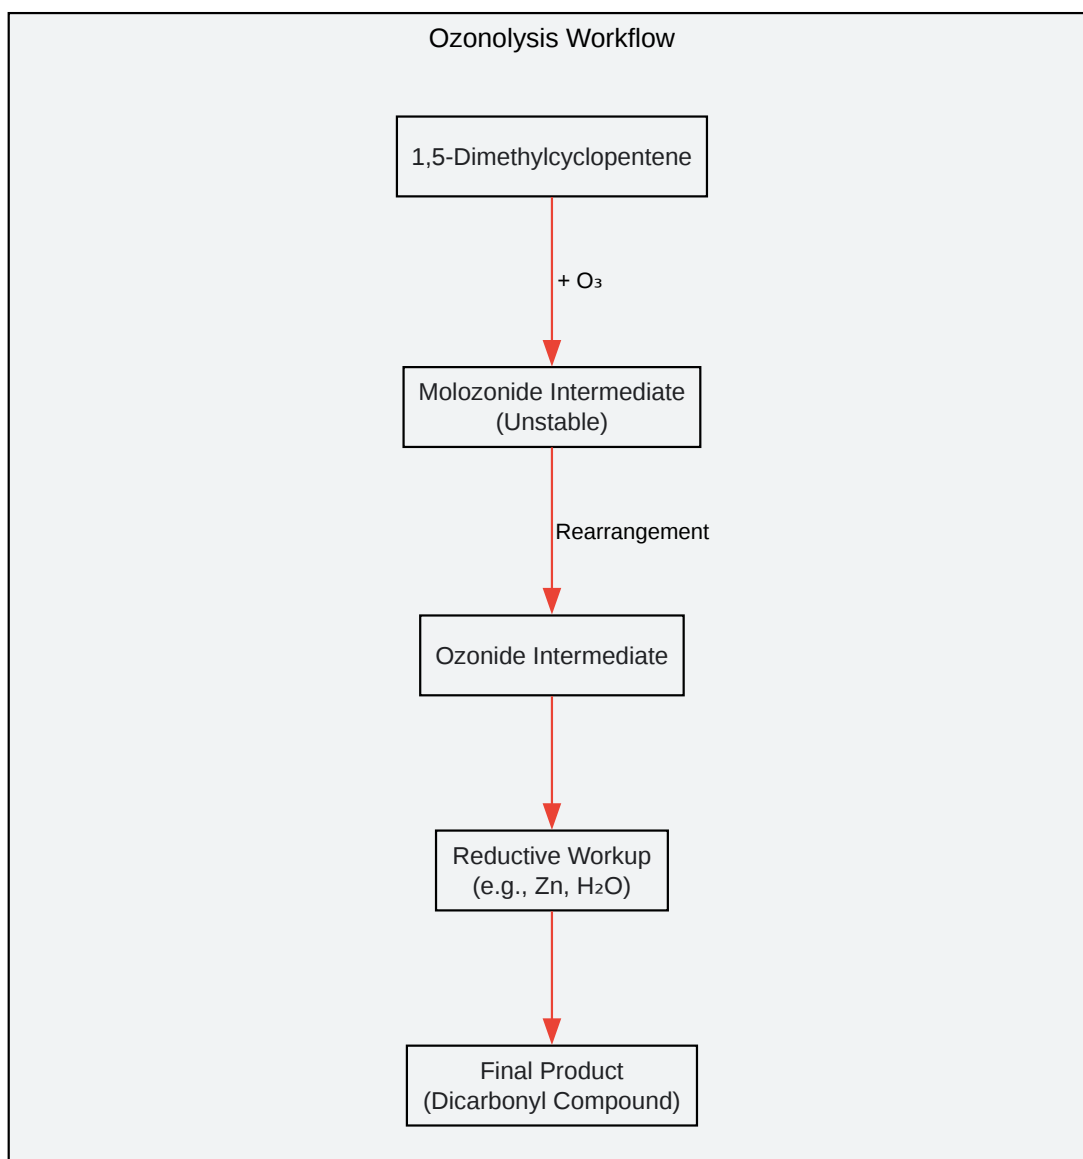 Ozonolysis Workflow
1,5-Dimethylcyclopentene
+ O₃
Molozonide Intermediate
(Unstable)
Rearrangement
Ozonide Intermediate
Reductive Workup
(e.g., Zn, H₂O)
Final Product
(Dicarbonyl Compound)